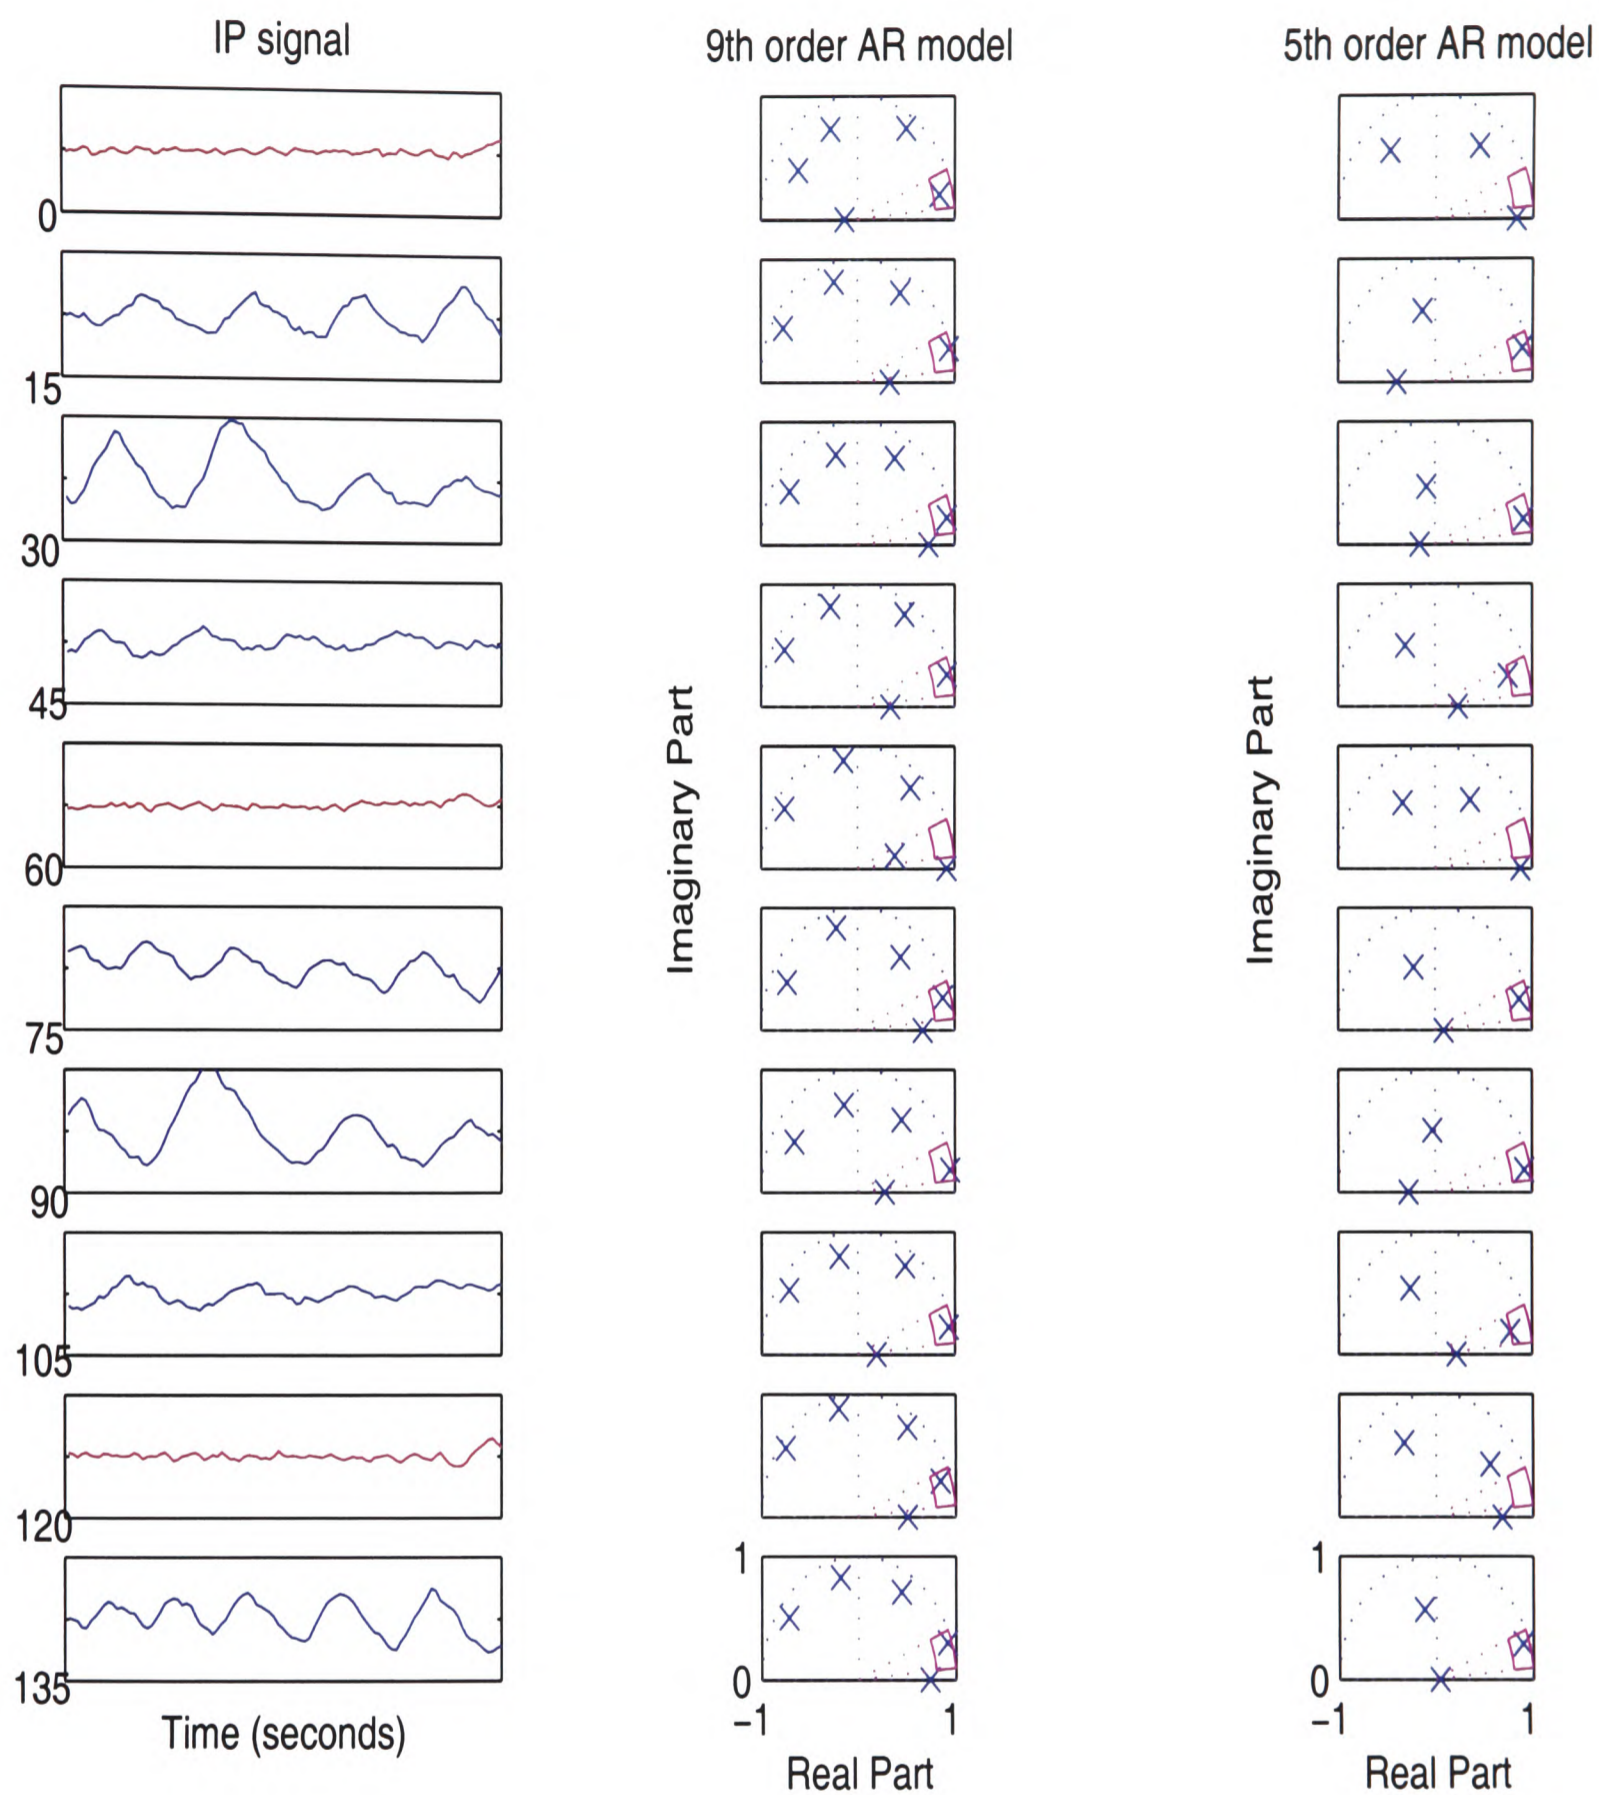 IP signal
9th order AR model
5th order AR model
0
15
30
45
60
75
90
105
120
135
Time (seconds)
Imaginary Part
1
0
−1 1
Real Part
Imaginary Part
1
0
−1 1
Real Part